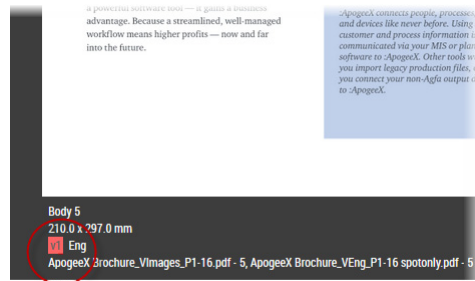 a powerful software tool — it gains a business
advantage. Because a streamlined, well-managed
workflow means higher profits — now and far
into the future.
:ApogeeX connects people, processes,
and devices like never before. Using
customer and process information is
communicated via your MIS or plan
software to :ApogeeX. Other tools
you import legacy production files,
you connect your non-Agfa output
to :ApogeeX.
Body 5
210.0 x 297.0 mm
v1 Eng
ApogeeX Brochure_VImages_P1-16.pdf - 5, ApogeeX Brochure_VEng_P1-16 spotonly.pdf - 5